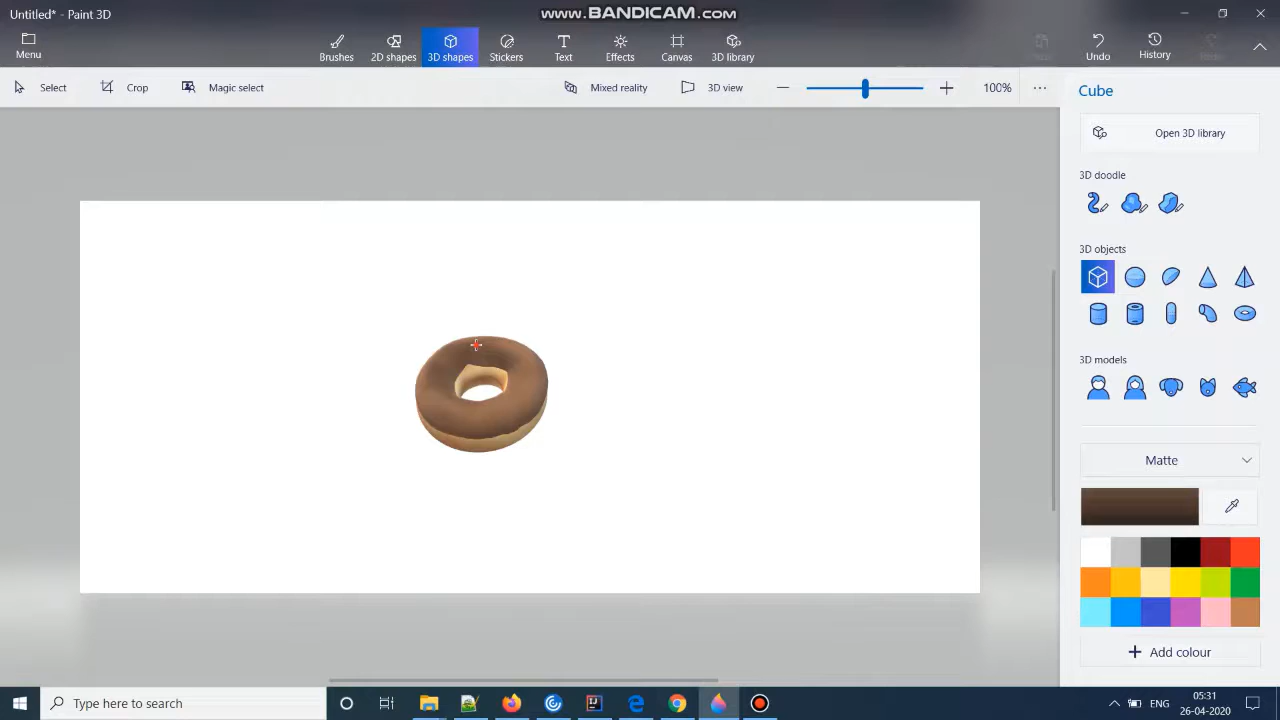 Untitled* - Paint 3D
www.BANDICAM.com
Menu
Brushes
2D shapes
3D shapes
Stickers
Text
Effects
Canvas
3D library
Undo
History
Select
Crop
Magic select
Mixed reality
3D view
100%
Cube
Open 3D library
3D doodle
3D objects
3D models
Matte
Add colour
Type here to search
05:31
26-04-2020